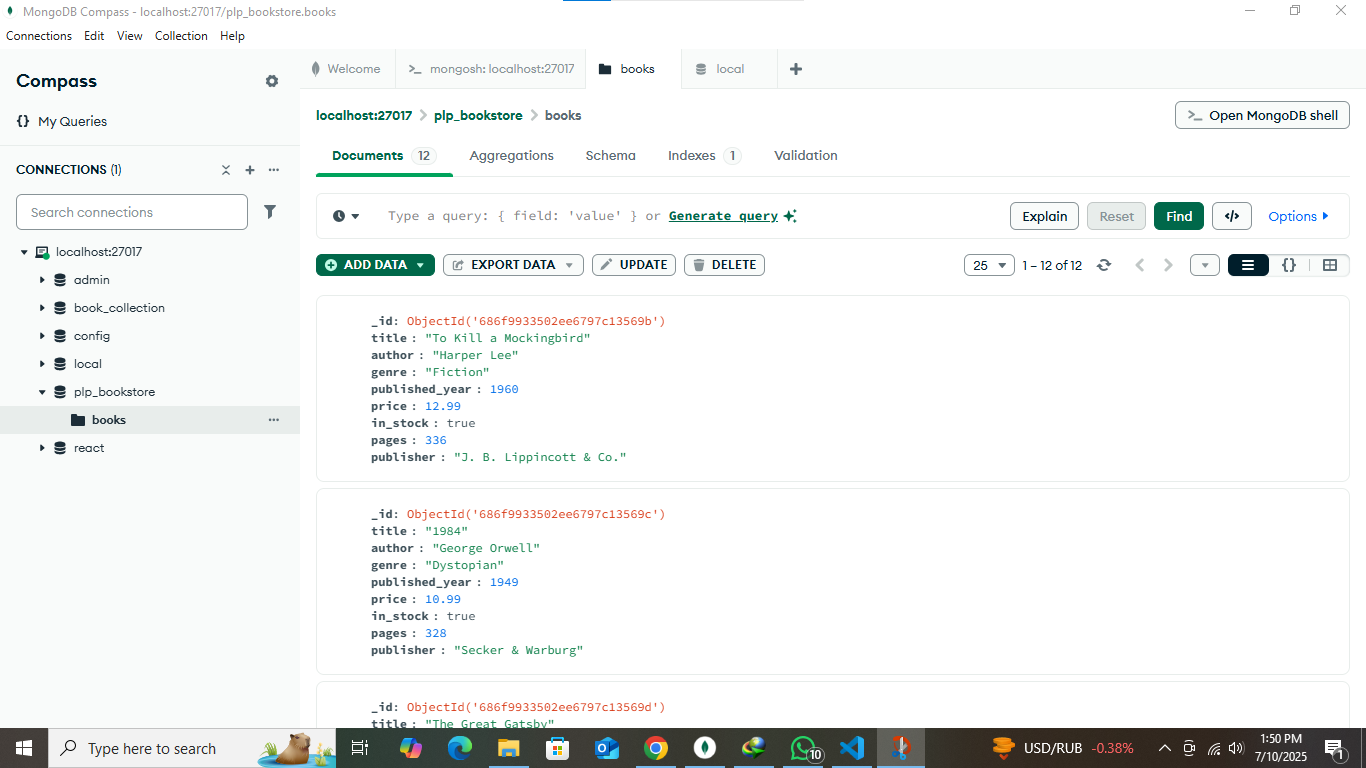 MongoDB Compass - localhost:27017/plp_bookstore.books
Connections Edit View Collection Help
Compass
{} My Queries
CONNECTIONS (1)
Search connections
localhost:27017
admin
book_collection
config
local
plp_bookstore
books
react
Welcome
mongosh: localhost:27017
books
local
localhost:27017 > plp_bookstore > books
>_ Open MongoDB shell
Documents 12 Aggregations Schema Indexes 1 Validation
Type a query: { field: 'value' } or Generate query
Explain Reset Find </> Options
ADD DATA EXPORT DATA UPDATE DELETE
25 1 – 12 of 12 {}
_id: ObjectId('686f9933502ee6797c13569b')
title : "To Kill a Mockingbird"
author : "Harper Lee"
genre : "Fiction"
published_year : 1960
price : 12.99
in_stock : true
pages : 336
publisher : "J. B. Lippincott & Co."
_id: ObjectId('686f9933502ee6797c13569c')
title : "1984"
author : "George Orwell"
genre : "Dystopian"
published_year : 1949
price : 10.99
in_stock : true
pages : 328
publisher : "Secker & Warburg"
_id: ObjectId('686f9933502ee6797c13569d')
title : "The Great Gatsby"
Type here to search
10
USD/RUB -0.38%
1:50 PM
7/10/2025
1